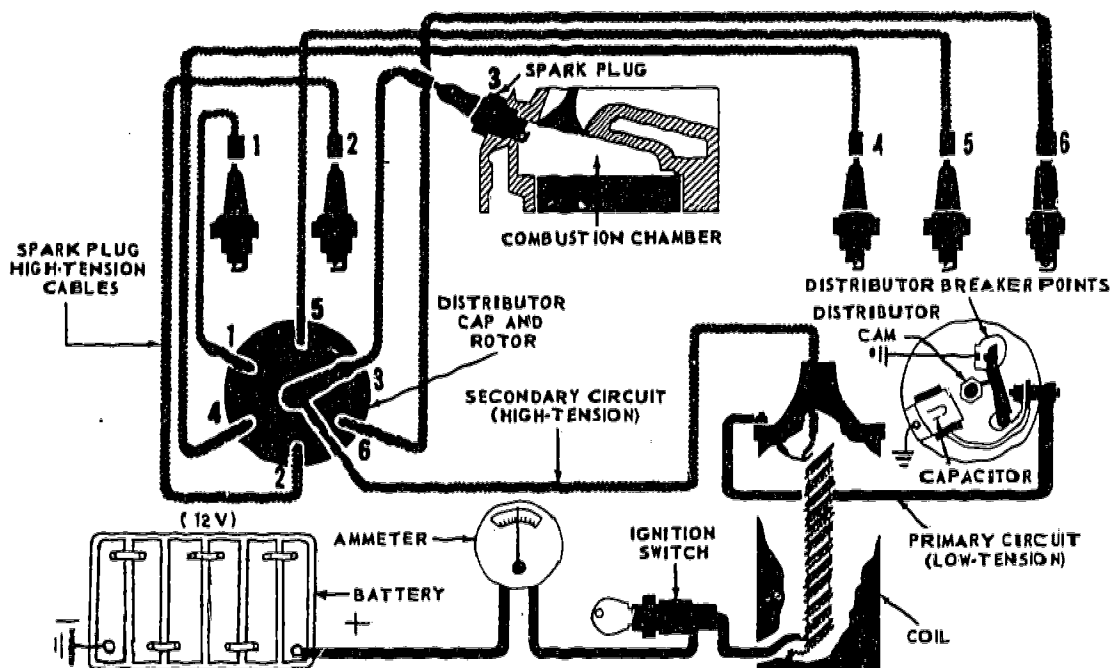 3
SPARK PLUG
1
2
4
5
6
COMBUSTION CHAMBER
SPARK PLUG
HIGH-TENSION
CABLES
DISTRIBUTOR
CAP AND
ROTOR
DISTRIBUTOR BREAKER POINTS
DISTRIBUTOR
CAM
5
1
3
4
6
2
SECONDARY CIRCUIT
(HIGH-TENSION)
CAPACITOR
(12V)
AMMETER
IGNITION
SWITCH
PRIMARY CIRCUIT
(LOW-TENSION)
BATTERY
+
COIL